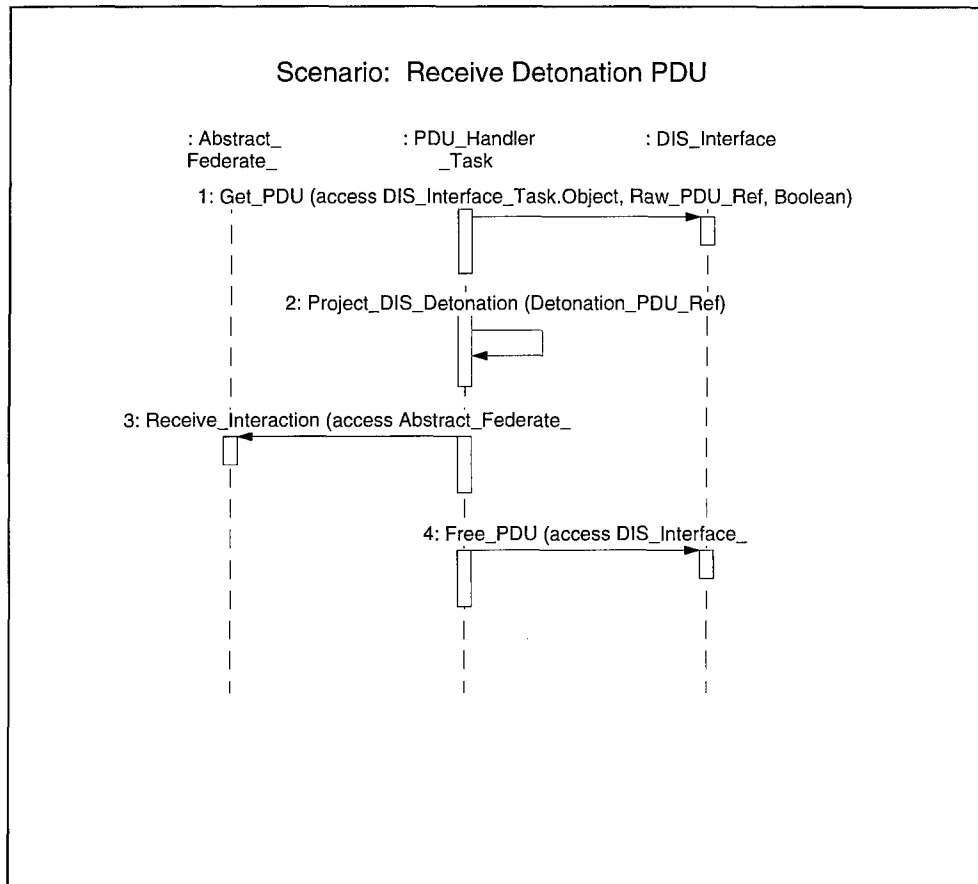 Scenario: Receive Detonation PDU
: Abstract_
Federate_
: PDU_Handler
_Task
: DIS_Interface
1: Get_PDU (access DIS_Interface_Task.Object, Raw_PDU_Ref, Boolean)
2: Project_DIS_Detonation (Detonation_PDU_Ref)
3: Receive_Interaction (access Abstract_Federate_
4: Free_PDU (access DIS_Interface_